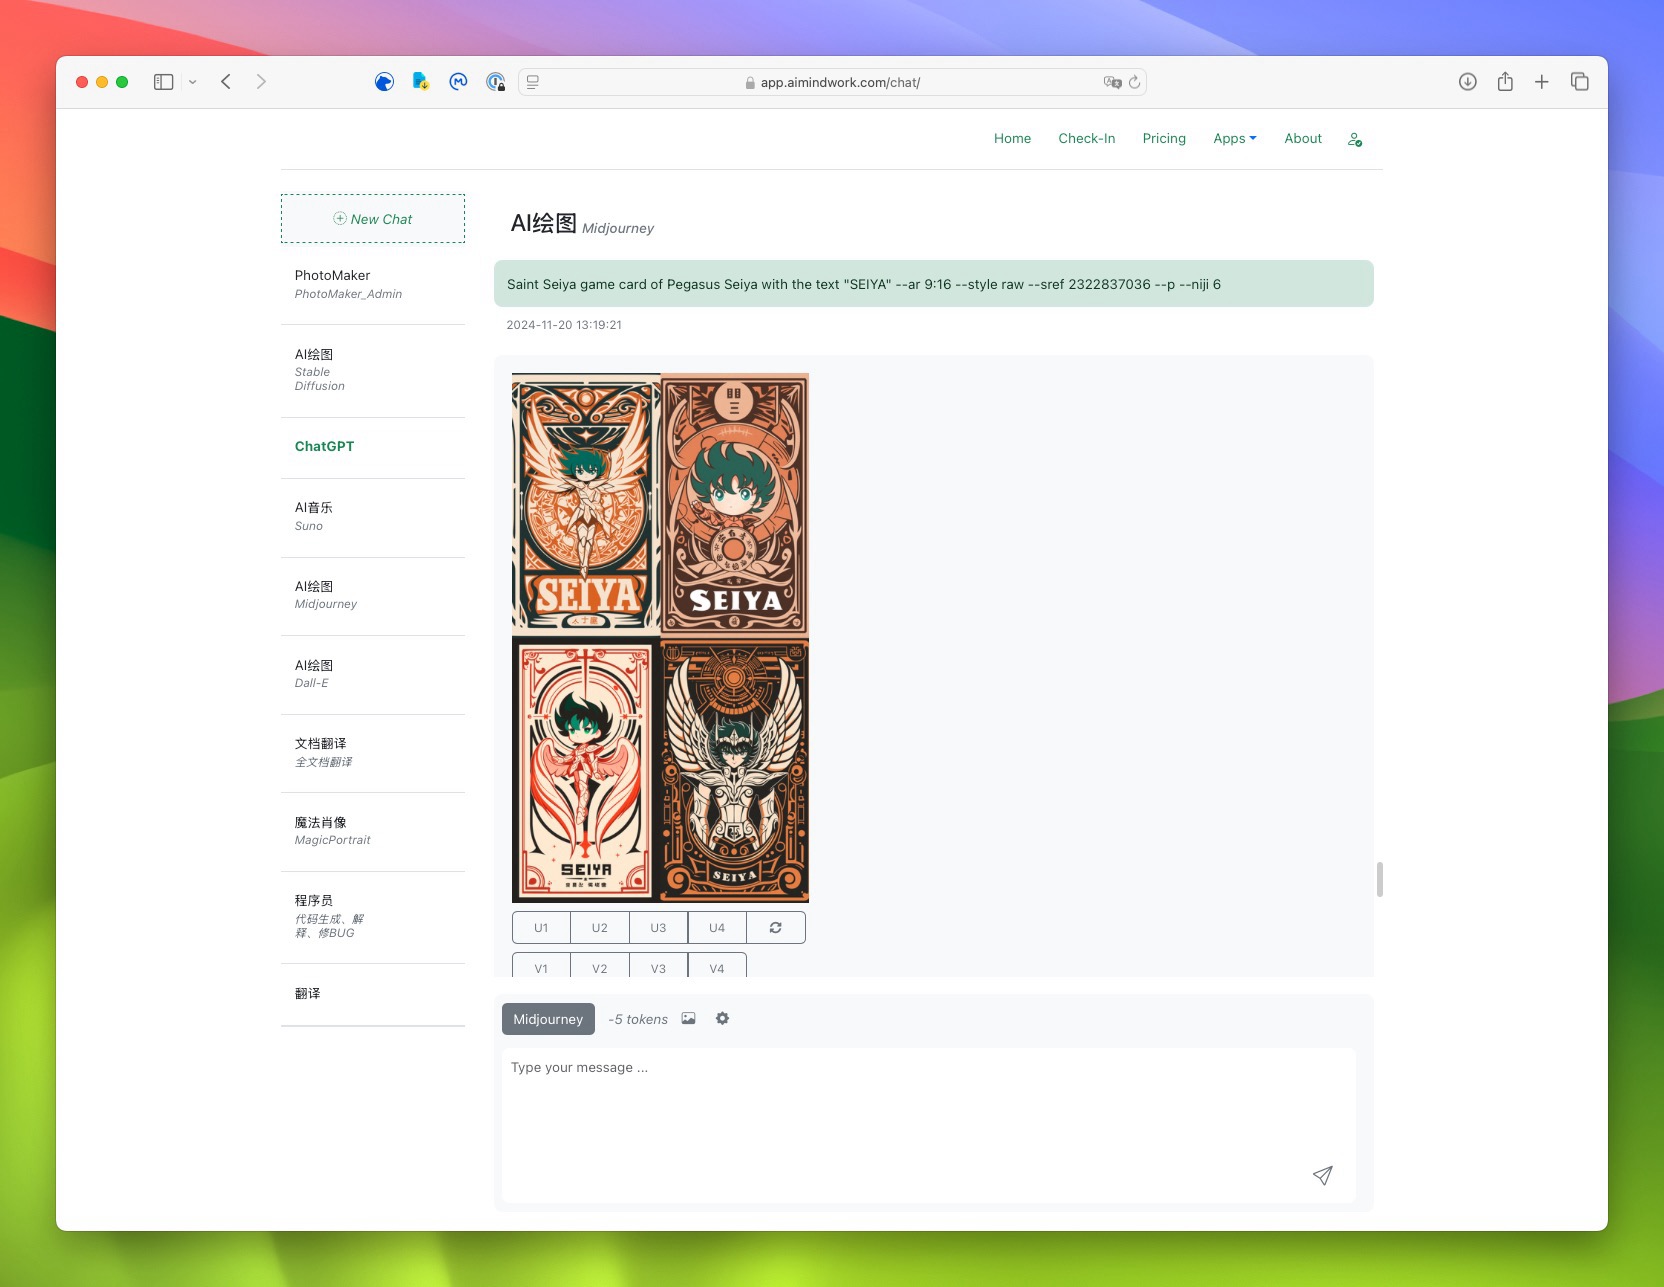 app.aimindwork.com/chat/
Home Check-In Pricing Apps About
New Chat
PhotoMaker
PhotoMaker_Admin
AI绘图
Stable
Diffusion
ChatGPT
AI音乐
Suno
AI绘图
Midjourney
AI绘图
Dall-E
文档翻译
全文档翻译
魔法肖像
MagicPortrait
程序员
代码生成、解
释、修BUG
翻译
AI绘图 Midjourney
Saint Seiya game card of Pegasus Seiya with the text "SEIYA" --ar 9:16 --style raw --sref 2322837036 --p --niji 6
2024-11-20 13:19:21
SEIYA
SEIYA
SEIYA
SEIYA
U1 U2 U3 U4
V1 V2 V3 V4
Midjourney -5 tokens
Type your message ...